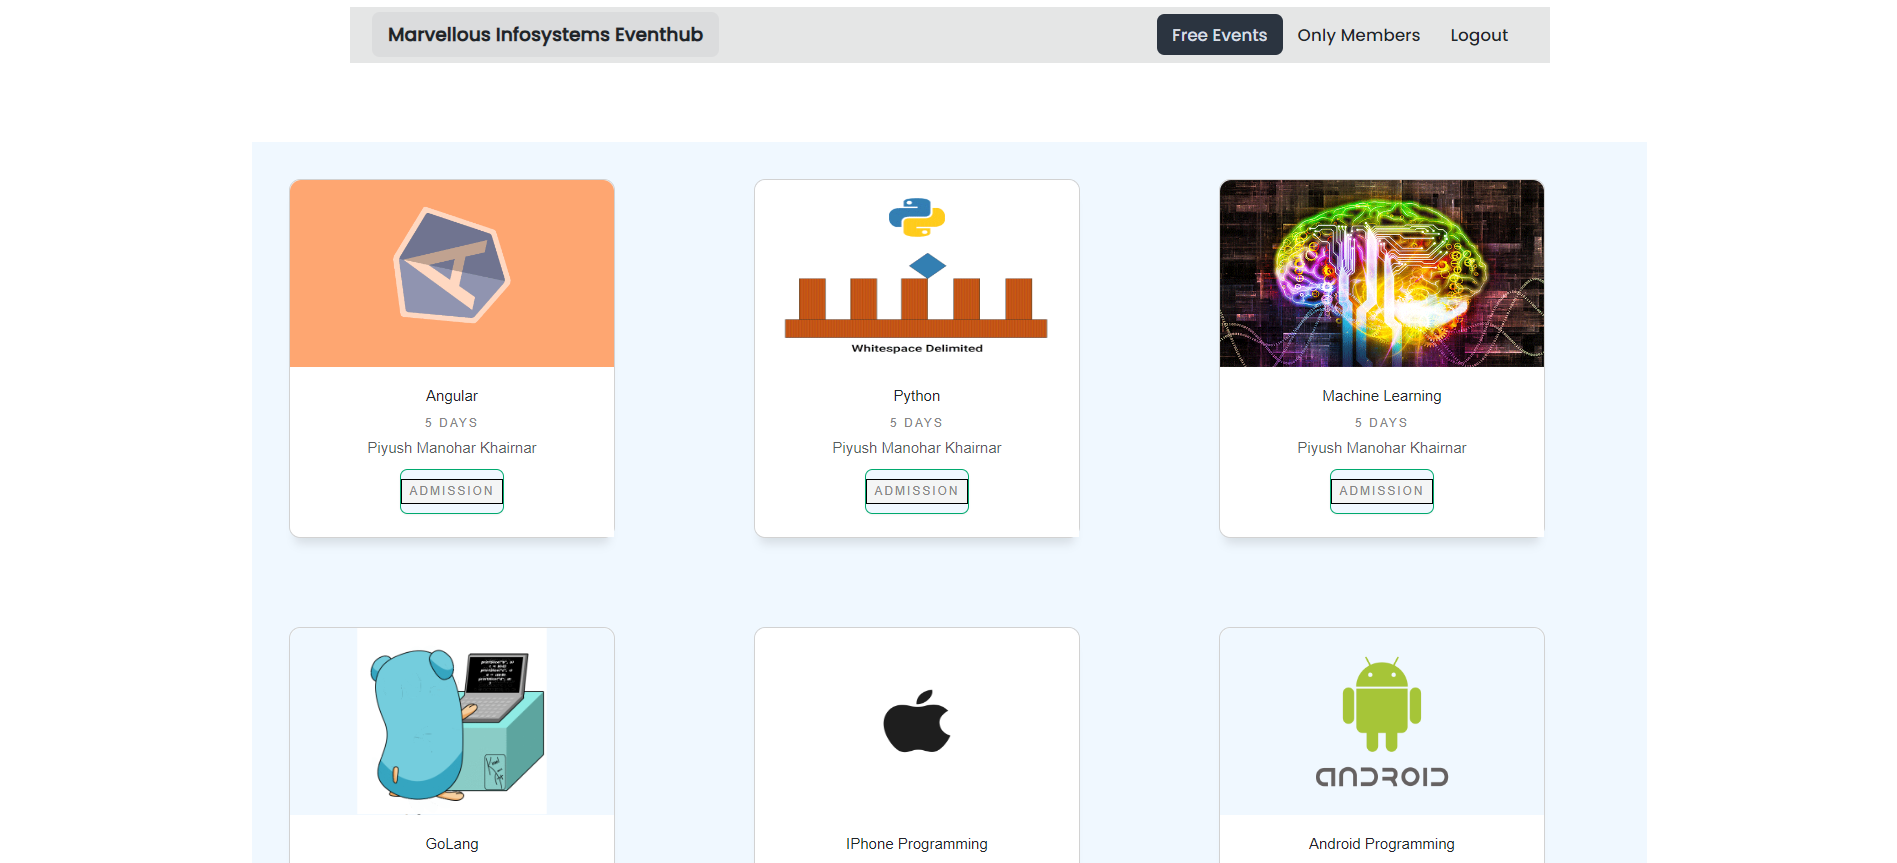 Marvellous Infosystems Eventhub
Free Events Only Members Logout
Whitespace Delimited
Angular
5 DAYS
Piyush Manohar Khairnar
ADMISSION
Python
5 DAYS
Piyush Manohar Khairnar
ADMISSION
Machine Learning
5 DAYS
Piyush Manohar Khairnar
ADMISSION
GoLang
IPhone Programming
ANDROID
Android Programming